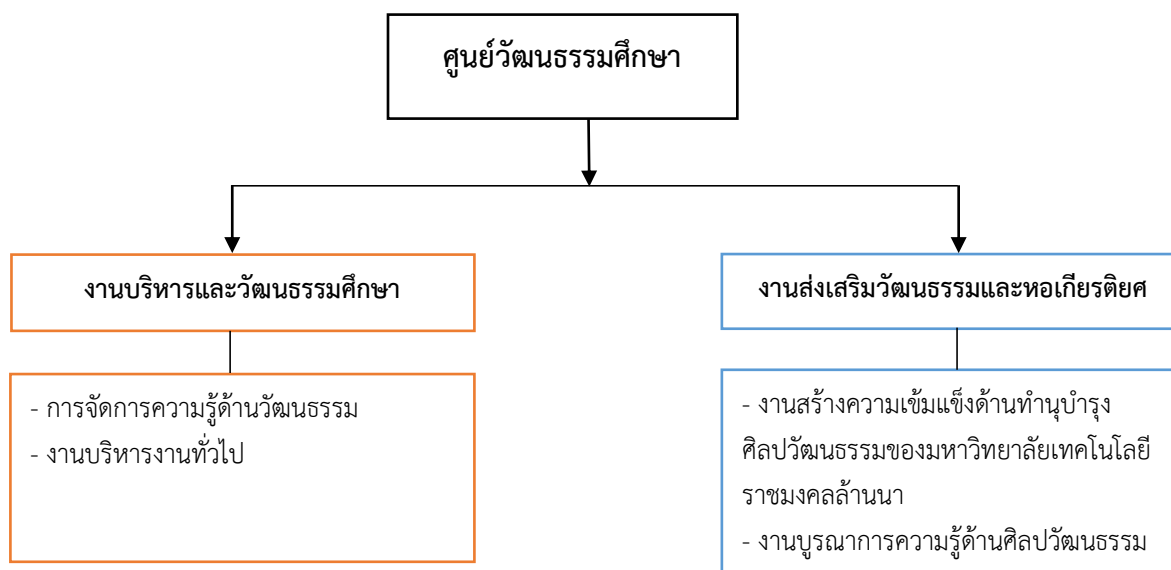 ศูนย์วัฒนธรรมศึกษา
งานบริหารและวัฒนธรรมศึกษา
งานส่งเสริมวัฒนธรรมและหอเกียรติยศ
- การจัดการความรู้ด้านวัฒนธรรม
- งานบริหารงานทั่วไป
- งานสร้างความเข้มแข็งด้านทำนุบำรุง
ศิลปวัฒนธรรมของมหาวิทยาลัยเทคโนโลยี
ราชมงคลล้านนา
- งานบูรณาการความรู้ด้านศิลปวัฒนธรรม